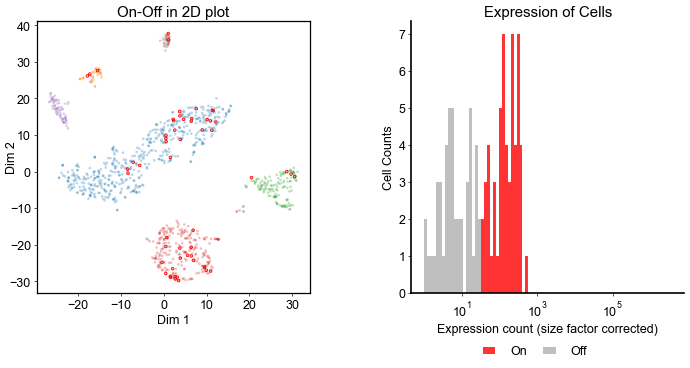 On-Off in 2D plot
40
30
20
10
0
−10
−20
−30
Dim 2
−20 −10 0 10 20 30
Dim 1
Expression of Cells
7
6
5
4
3
2
1
0
Cell Counts
10^1 10^3 10^5
Expression count (size factor corrected)
On Off